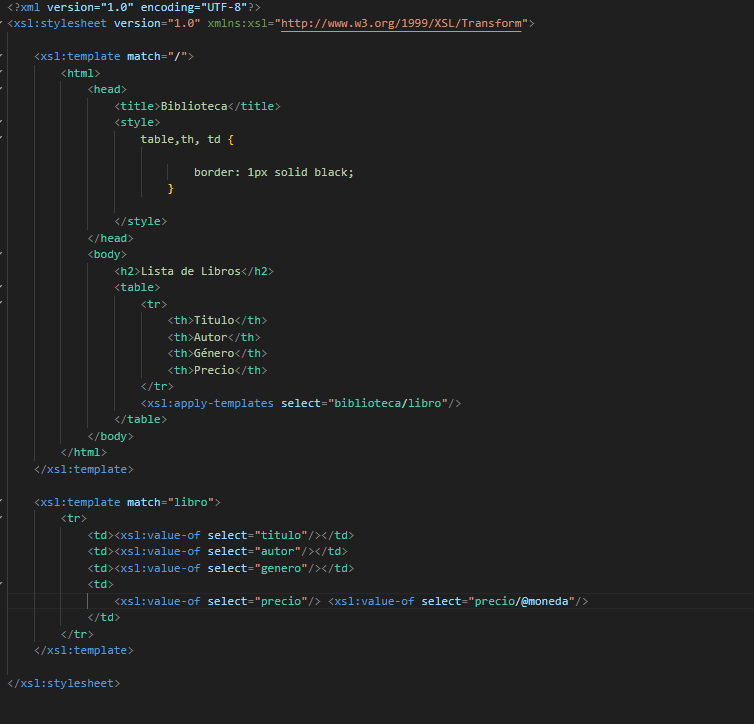 <?xml version="1.0" encoding="UTF-8"?>
<xsl:stylesheet version="1.0" xmlns:xsl="http://www.w3.org/1999/XSL/Transform">
<xsl:template match="/">
<html>
<head>
<title>Biblioteca</title>
<style>
table,th, td {
border: 1px solid black;
}
</style>
</head>
<body>
<h2>Lista de Libros</h2>
<table>
<tr>
<th>Titulo</th>
<th>Autor</th>
<th>Género</th>
<th>Precio</th>
</tr>
<xsl:apply-templates select="biblioteca/libro"/>
</table>
</body>
</html>
</xsl:template>
<xsl:template match="libro">
<tr>
<td><xsl:value-of select="titulo"/></td>
<td><xsl:value-of select="autor"/></td>
<td><xsl:value-of select="genero"/></td>
<td>
<xsl:value-of select="precio"/> <xsl:value-of select="precio/@moneda"/>
</td>
</tr>
</xsl:template>
</xsl:stylesheet>